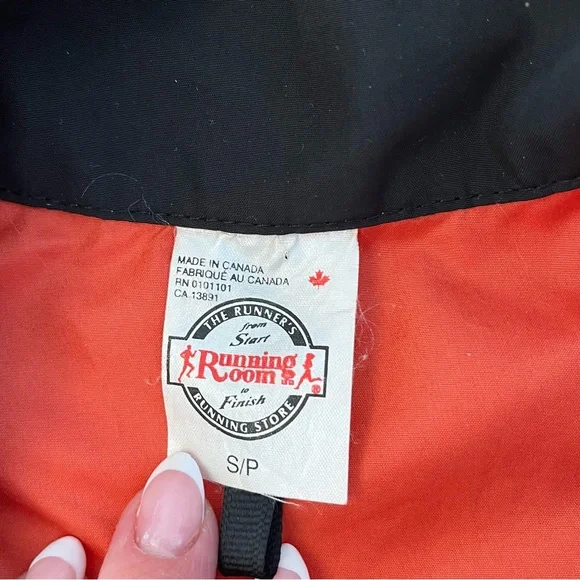 MADE IN CANADA
FABRIQUÉ AU CANADA
RN 0101101
CA 13891
THE RUNNER'S
from
Start
Running
Room
to
Finish
RUNNING STORE
®
S/P